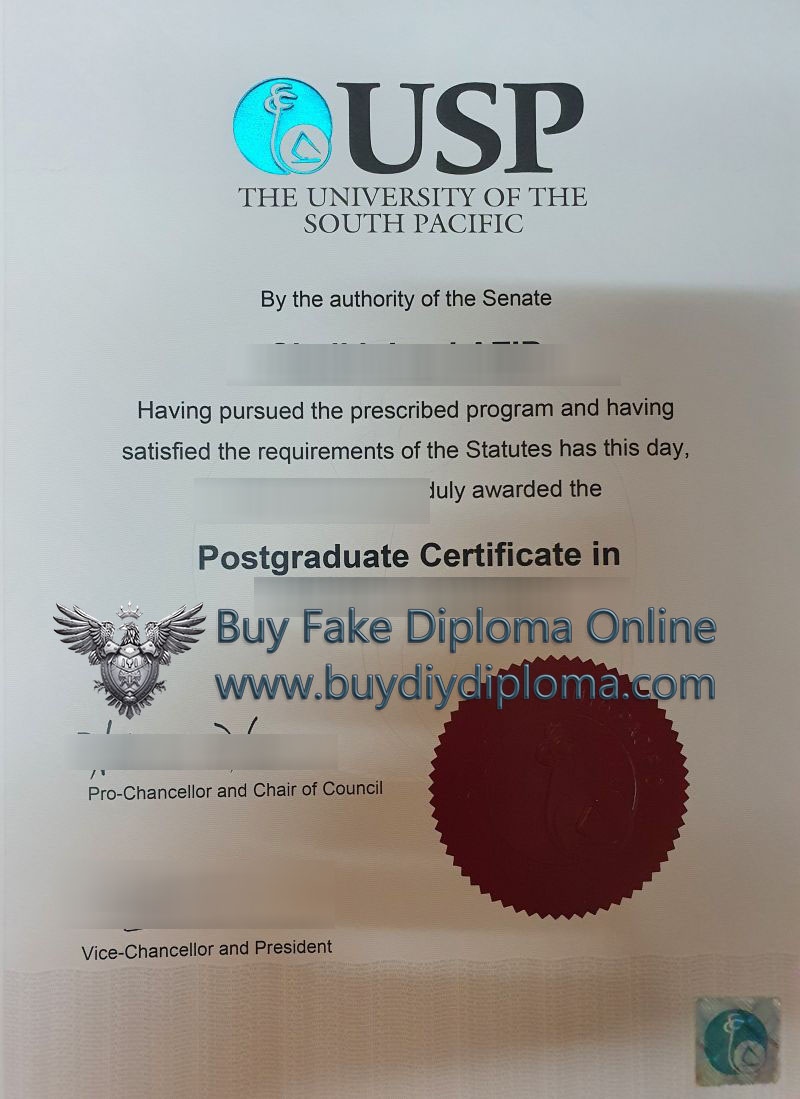 USP
THE UNIVERSITY OF THE
SOUTH PACIFIC
By the authority of the Senate
Having pursued the prescribed program and having
satisfied the requirements of the Statutes has this day,
duly awarded the
Postgraduate Certificate in
Buy Fake Diploma Online
www.buydiydiploma.com
Pro-Chancellor and Chair of Council
Vice-Chancellor and President